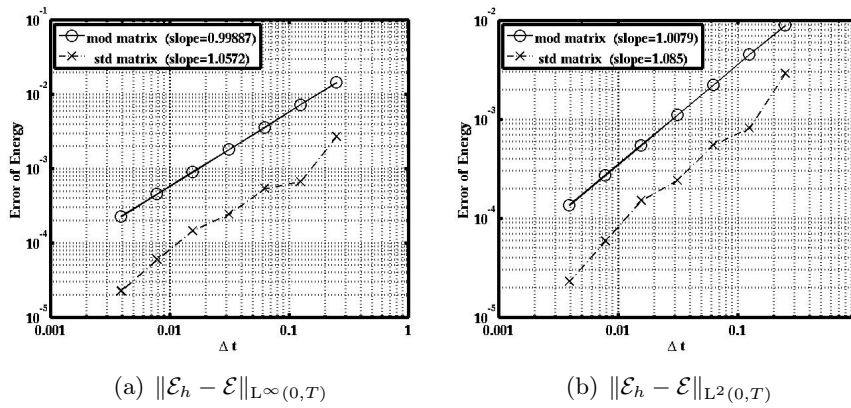 10^-1
10^-2
10^-3
10^-4
10^-5
0.001
0.01
0.1
1
Error of Energy
Δ t
mod matrix (slope=0.99887)
std matrix (slope=1.0572)
(a) ‖ℰ_h − ℰ‖_{L^∞(0,T)}
10^-2
10^-3
10^-4
10^-5
0.001
0.01
0.1
Error of Energy
Δ t
mod matrix (slope=1.0079)
std matrix (slope=1.085)
(b) ‖ℰ_h − ℰ‖_{L^2(0,T)}